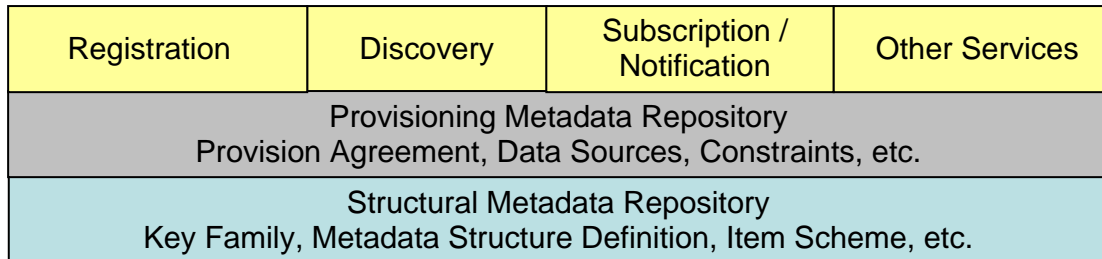 Registration
Discovery
Subscription /
Notification
Other Services
Provisioning Metadata Repository
Provision Agreement, Data Sources, Constraints, etc.
Structural Metadata Repository
Key Family, Metadata Structure Definition, Item Scheme, etc.